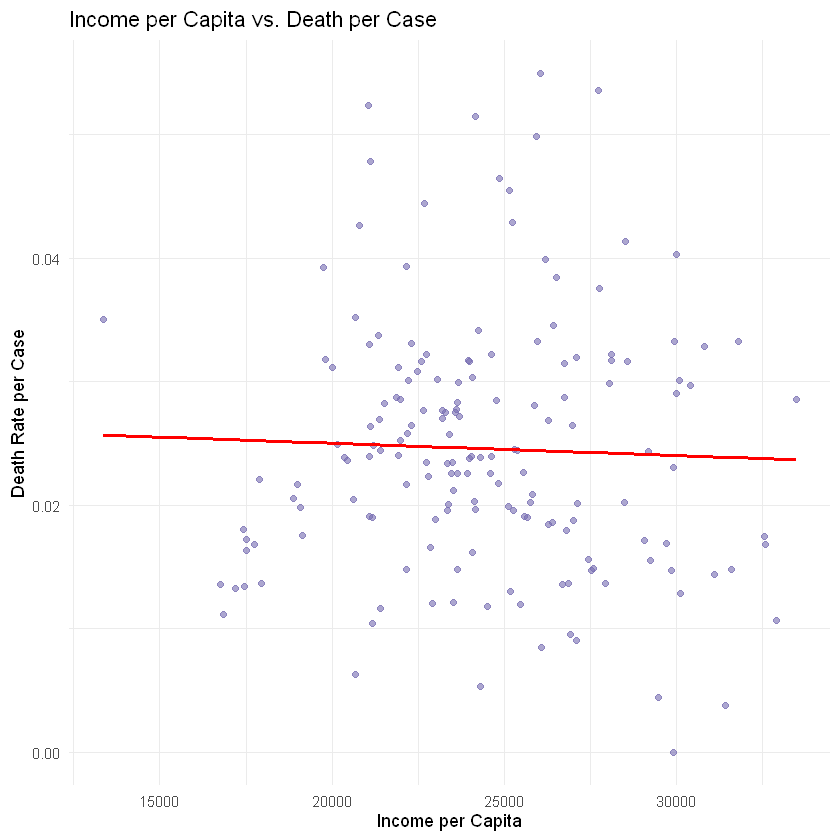 Income per Capita vs. Death per Case
Death Rate per Case
0.04
0.02
0.00
15000 20000 25000 30000
Income per Capita